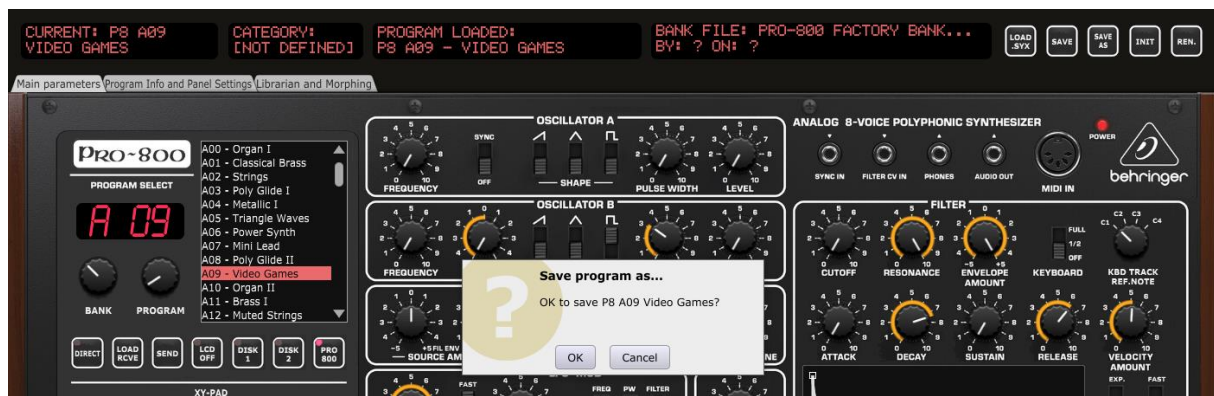 CURRENT: P8 A09
VIDEO GAMES
CATEGORY:
[NOT DEFINED]
PROGRAM LOADED:
P8 A09 - VIDEO GAMES
BANK FILE: PRO-800 FACTORY BANK...
BY: ? ON: ?
LOAD .SYX
SAVE
SAVE AS
INIT
REN.
Main parameters
Program Info and Panel Settings
Librarian and Morphing
PRO-800
PROGRAM SELECT
A 09
BANK
PROGRAM
A00 - Organ I
A01 - Classical Brass
A02 - Strings
A03 - Poly Glide I
A04 - Metallic I
A05 - Triangle Waves
A06 - Power Synth
A07 - Mini Lead
A08 - Poly Glide II
A09 - Video Games
A10 - Organ II
A11 - Brass I
A12 - Muted Strings
DIRECT
LOAD RCVE
SEND
LCD OFF
DISK 1
DISK 2
PRO 800
XY-PAD
OSCILLATOR A
SYNC
OFF
FREQUENCY
SHAPE
PULSE WIDTH
LEVEL
OSCILLATOR B
FREQUENCY
SOURCE AM
FAST
FREQ PW FILTER
Save program as...
OK to save P8 A09 Video Games?
OK
Cancel
ANALOG 8-VOICE POLYPHONIC SYNTHESIZER
SYNC IN
FILTER CV IN
PHONES
AUDIO OUT
MIDI IN
POWER
behringer
FILTER
CUTOFF
RESONANCE
ENVELOPE AMOUNT
FULL
1/2
OFF
KEYBOARD
C1 C2 C3 C4
KBD TRACK REF.NOTE
ATTACK
DECAY
SUSTAIN
RELEASE
VELOCITY AMOUNT
EXP.
FAST